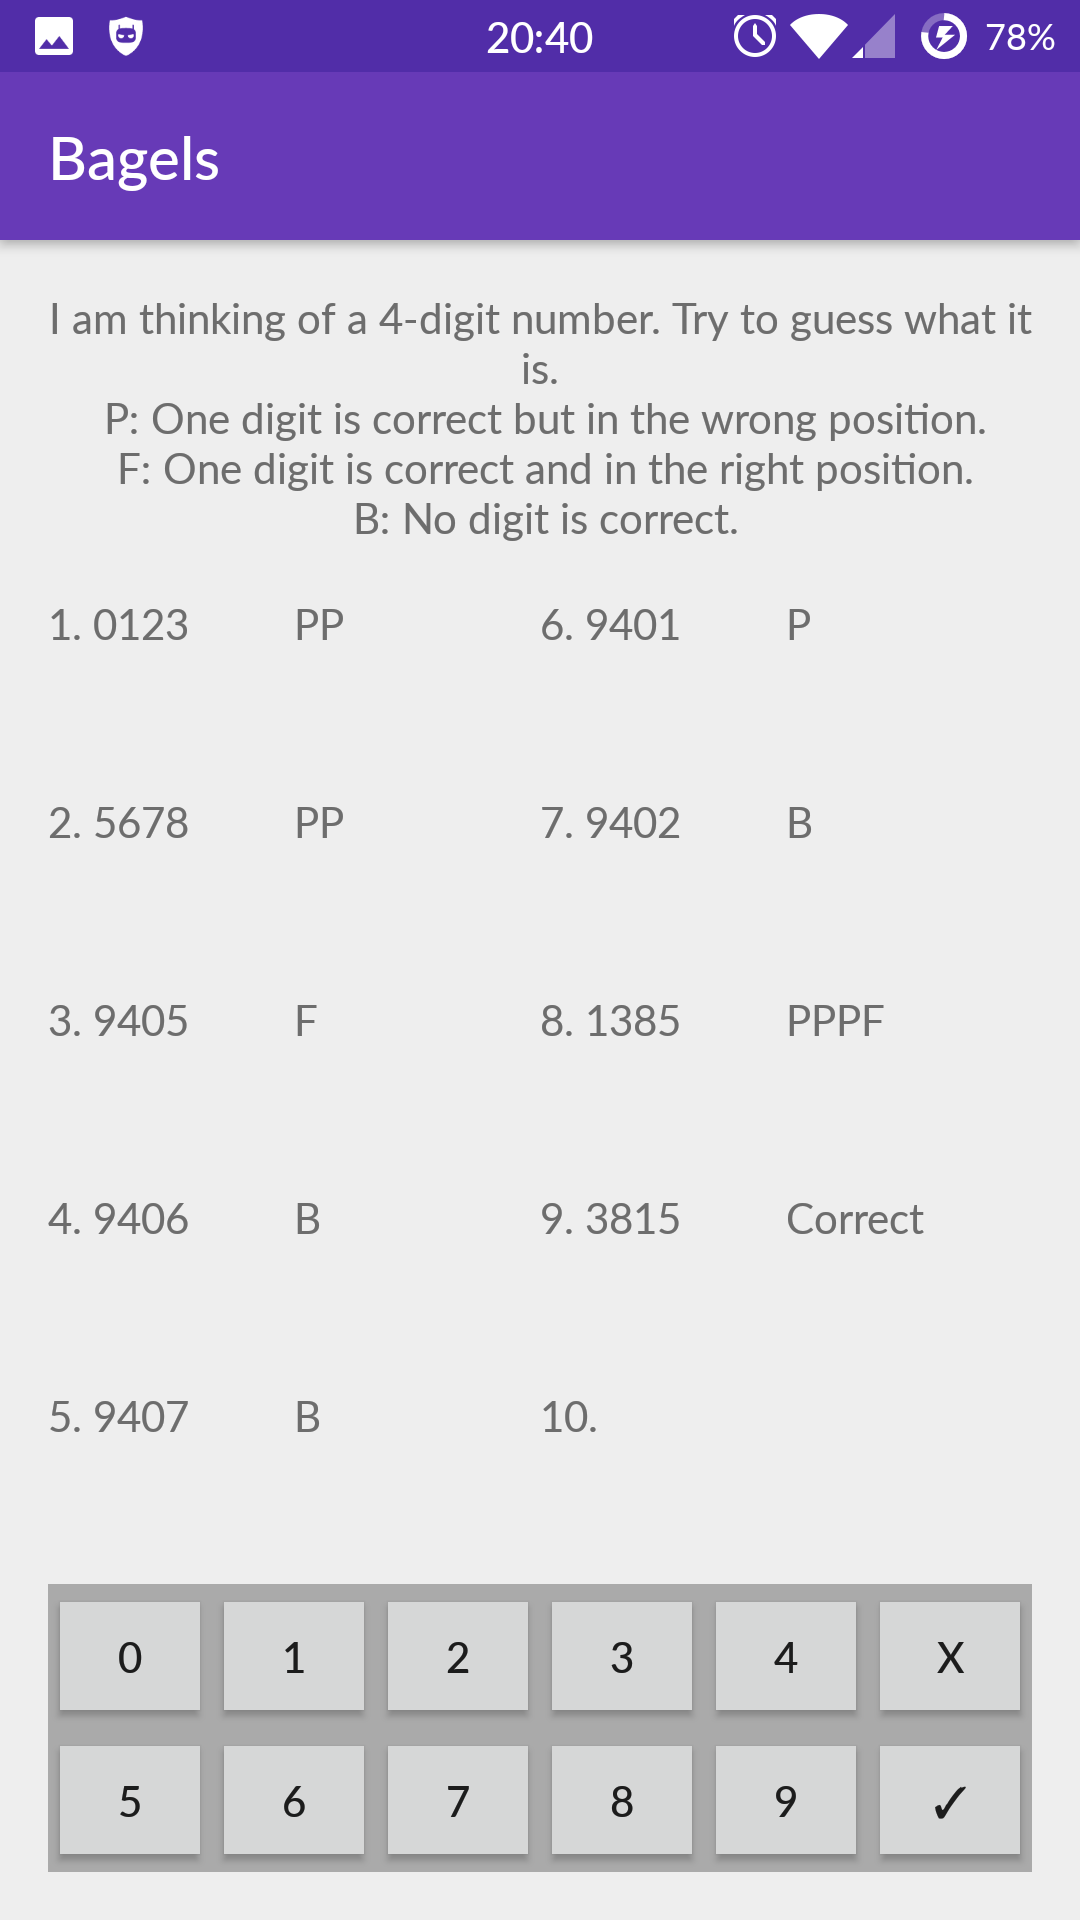 20:40
78%
Bagels
I am thinking of a 4-digit number. Try to guess what it
is.
P: One digit is correct but in the wrong position.
F: One digit is correct and in the right position.
B: No digit is correct.
1. 0123 PP 6. 9401 P
2. 5678 PP 7. 9402 B
3. 9405 F 8. 1385 PPPF
4. 9406 B 9. 3815 Correct
5. 9407 B 10.
0 1 2 3 4 X
5 6 7 8 9 ✓